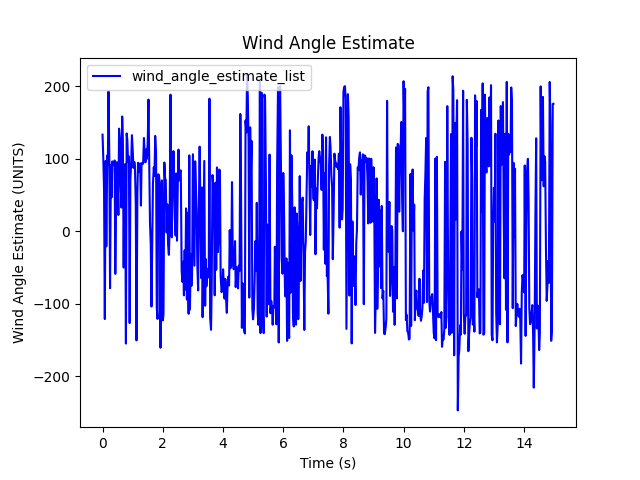 Wind Angle Estimate
wind_angle_estimate_list
Wind Angle Estimate (UNITS)
200
100
0
−100
−200
0 2 4 6 8 10 12 14
Time (s)